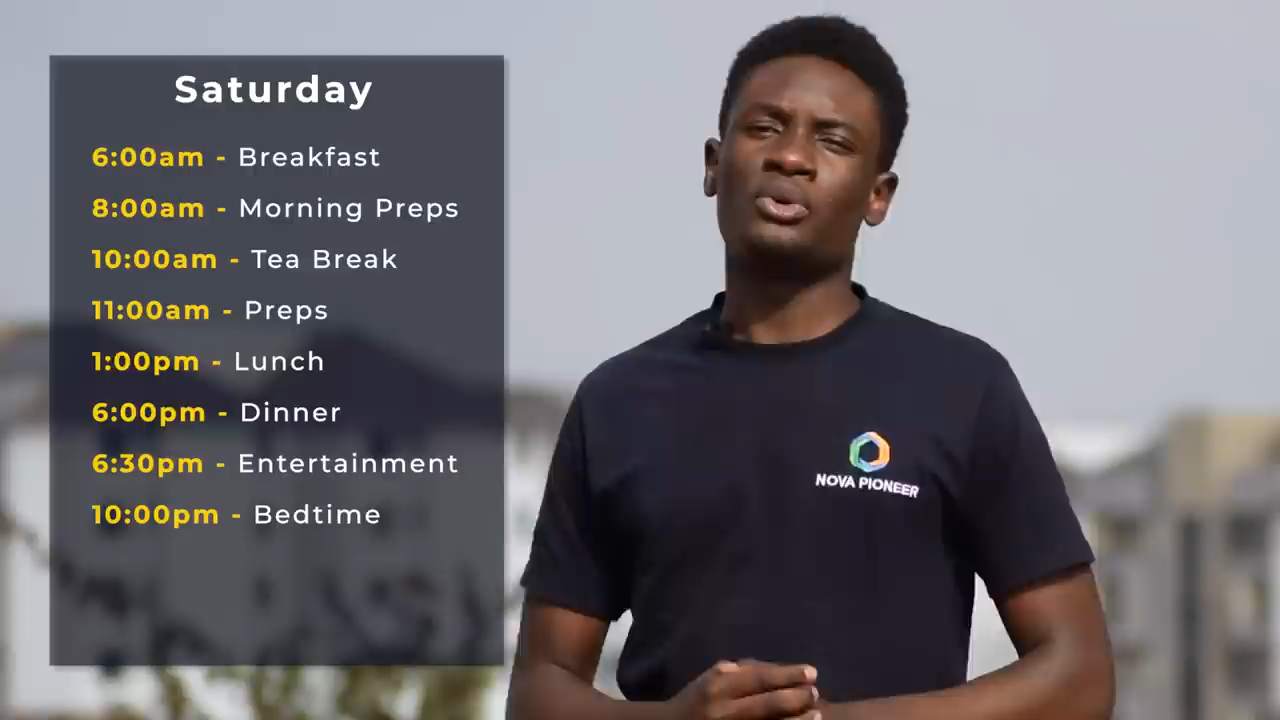 Saturday
6:00am - Breakfast
8:00am - Morning Preps
10:00am - Tea Break
11:00am - Preps
1:00pm - Lunch
6:00pm - Dinner
6:30pm - Entertainment
10:00pm - Bedtime
NOVA PIONEER